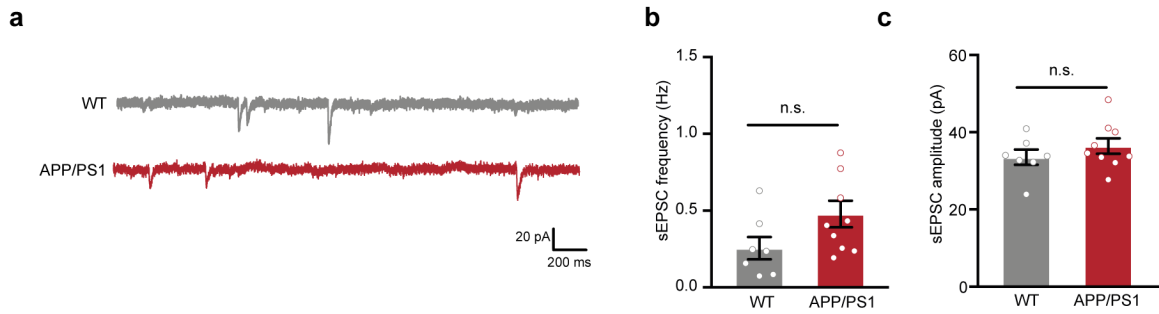 a
WT
APP/PS1
20 pA
200 ms
b
sEPSC frequency (Hz)
1.5
1.0
0.5
0.0
n.s.
WT
APP/PS1
c
sEPSC amplitude (pA)
60
40
20
0
n.s.
WT
APP/PS1